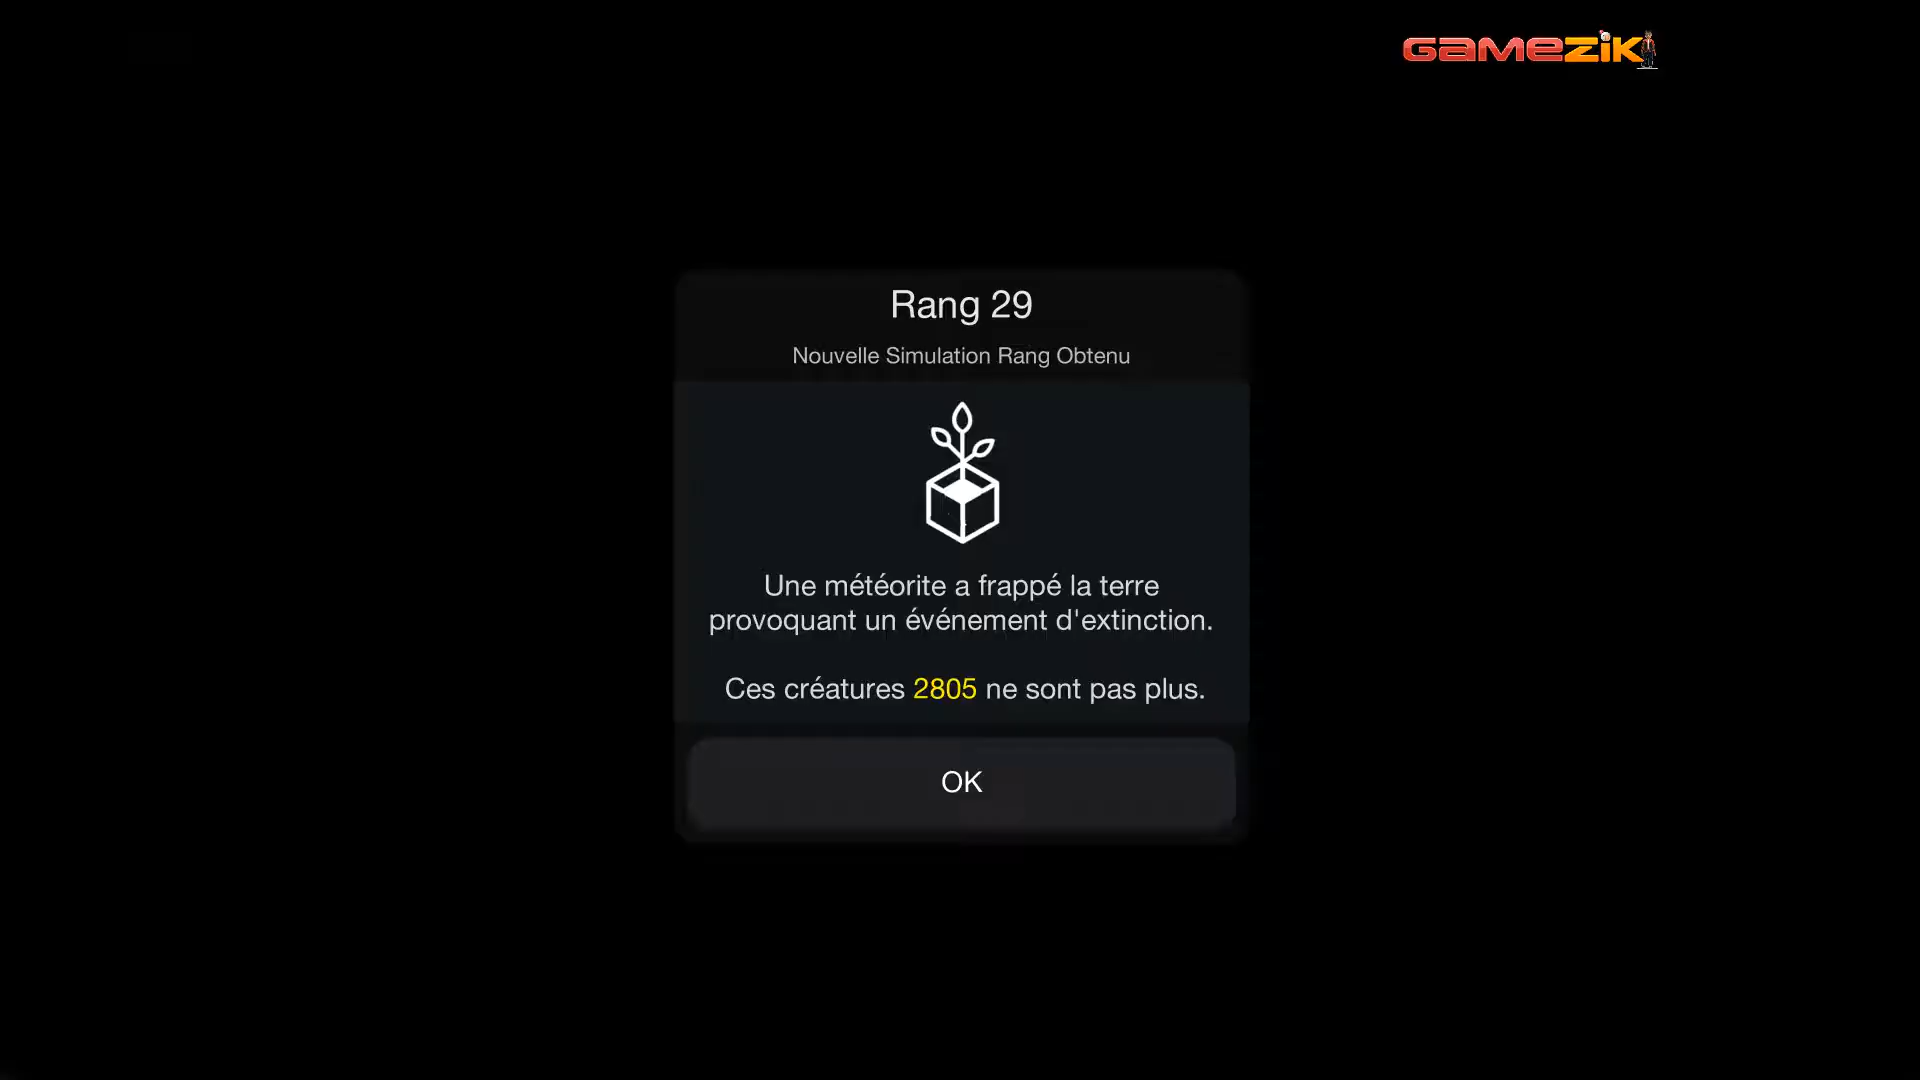 GAMEZIK
Rang 29
Nouvelle Simulation Rang Obtenu
Une météorite a frappé la terre
provoquant un événement d'extinction.
Ces créatures 2805 ne sont pas plus.
OK